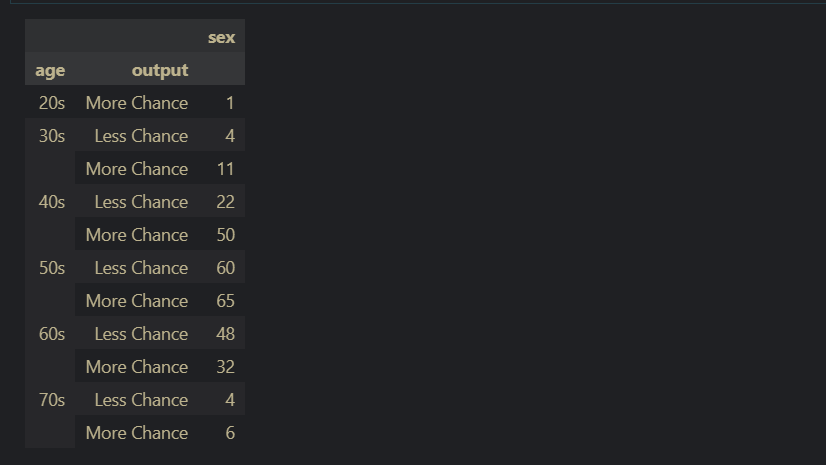 sex
age output
20s More Chance 1
30s Less Chance 4
More Chance 11
40s Less Chance 22
More Chance 50
50s Less Chance 60
More Chance 65
60s Less Chance 48
More Chance 32
70s Less Chance 4
More Chance 6